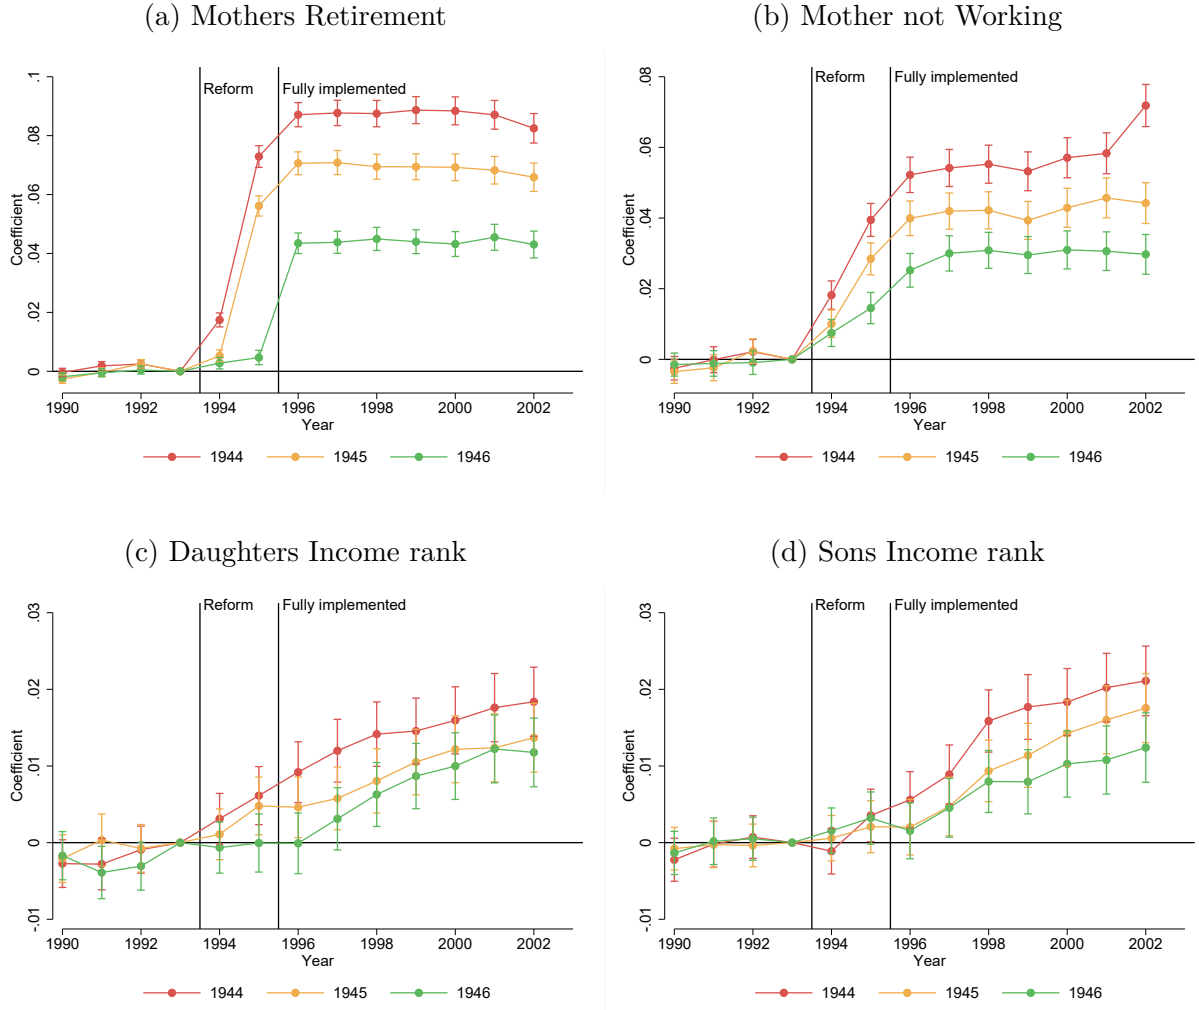 (a) Mothers Retirement
Reform
Fully implemented
Coefficient
.1
.08
.06
.04
.02
0
1990 1992 1994 1996 1998 2000 2002
Year
1944 1945 1946
(b) Mother not Working
Reform
Fully implemented
Coefficient
.08
.06
.04
.02
0
1990 1992 1994 1996 1998 2000 2002
Year
1944 1945 1946
(c) Daughters Income rank
Reform
Fully implemented
Coefficient
.03
.02
.01
0
-.01
1990 1992 1994 1996 1998 2000 2002
Year
1944 1945 1946
(d) Sons Income rank
Reform
Fully implemented
Coefficient
.03
.02
.01
0
-.01
1990 1992 1994 1996 1998 2000 2002
Year
1944 1945 1946